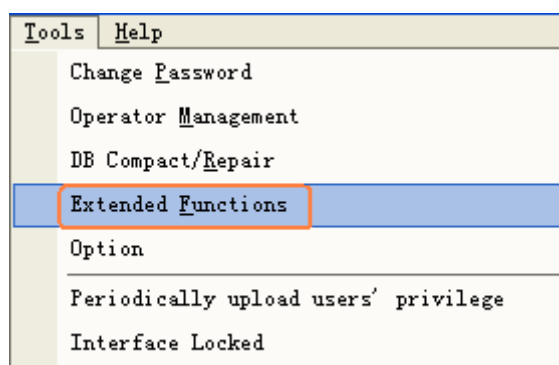 Tools Help
Change Password
Operator Management
DB Compact/Repair
Extended Functions
Option
Periodically upload users' privilege
Interface Locked